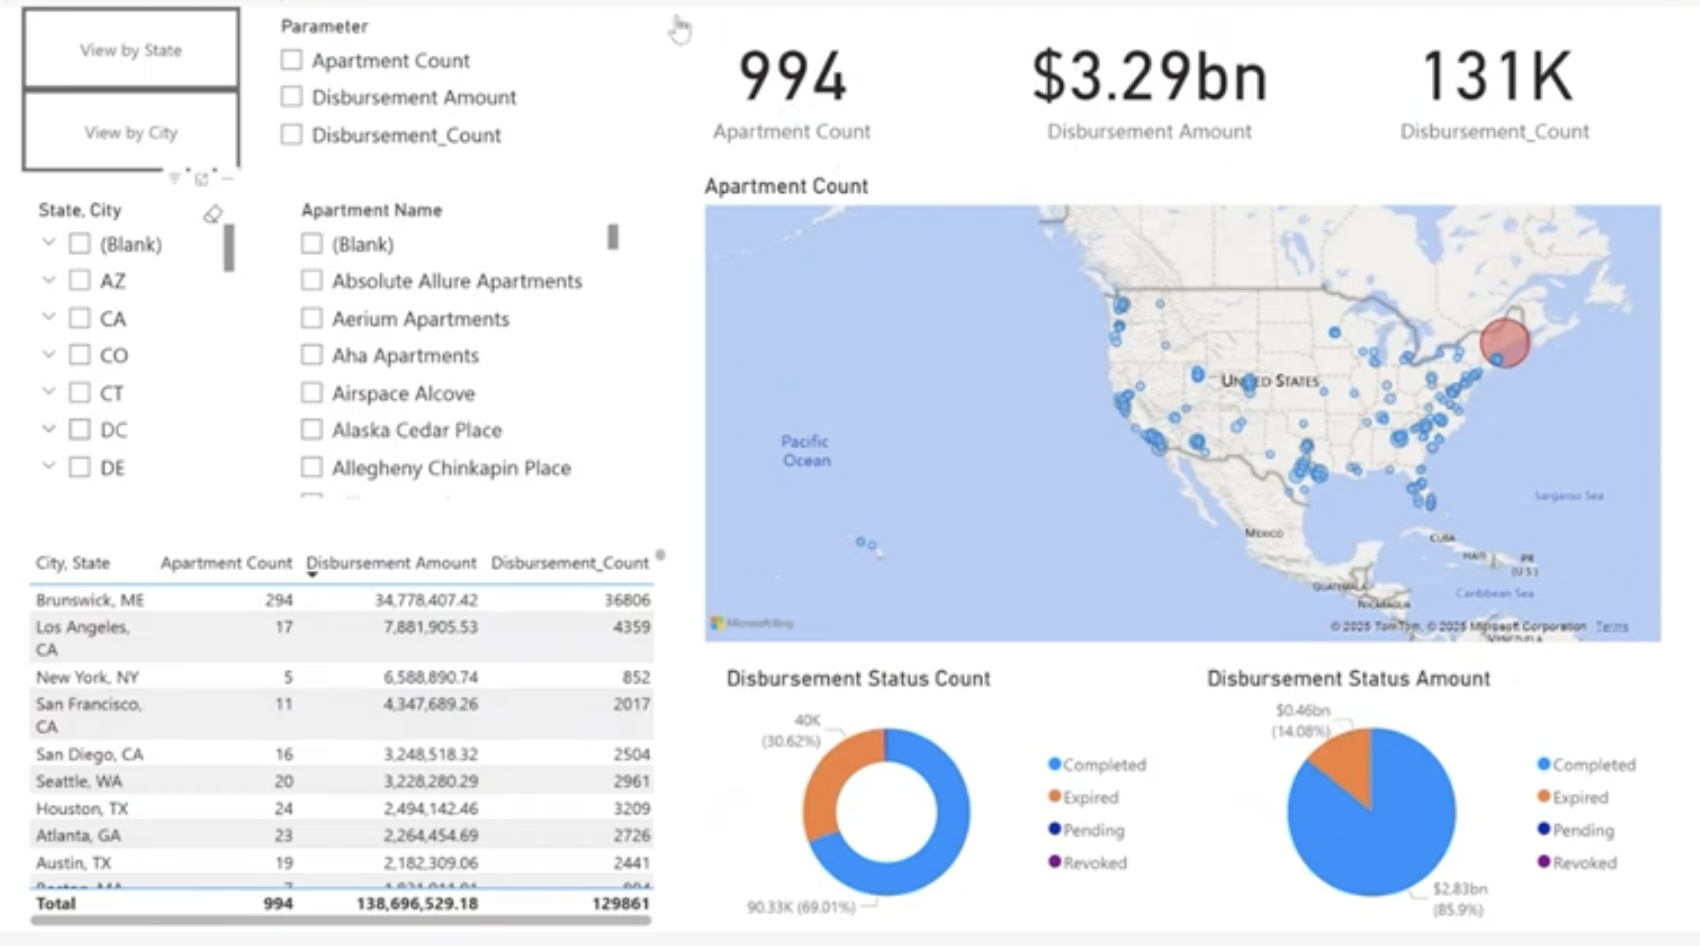 View by State
View by City
Parameter
Apartment Count
Disbursement Amount
Disbursement_Count
994
Apartment Count
$3.29bn
Disbursement Amount
131K
Disbursement_Count
State, City
(Blank)
AZ
CA
CO
CT
DC
DE
Apartment Name
(Blank)
Absolute Allure Apartments
Aerium Apartments
Aha Apartments
Airspace Alcove
Alaska Cedar Place
Allegheny Chinkapin Place
Apartment Count
UNITED STATES
Pacific
Ocean
Sargasso Sea
MEXICO
CUBA
HAITI
PR
(U.S.)
GUATEMALA
Caribbean Sea
NICARAGUA
Microsoft Bing
© 2025 TomTom, © 2025 Microsoft Corporation Terms
VENEZUELA
City, State Apartment Count Disbursement Amount Disbursement_Count
Brunswick, ME 294 34,778,407.42 36806
Los Angeles, 17 7,881,905.53 4359
CA
New York, NY 5 6,588,890.74 852
San Francisco, 11 4,347,689.26 2017
CA
San Diego, CA 16 3,248,518.32 2504
Seattle, WA 20 3,228,280.29 2961
Houston, TX 24 2,494,142.46 3209
Atlanta, GA 23 2,264,454.69 2726
Austin, TX 19 2,182,309.06 2441
Total 994 138,696,529.18 129861
Disbursement Status Count
40K
(30.62%)
90.33K (69.01%)
Completed
Expired
Pending
Revoked
Disbursement Status Amount
$0.46bn
(14.08%)
$2.83bn
(85.9%)
Completed
Expired
Pending
Revoked